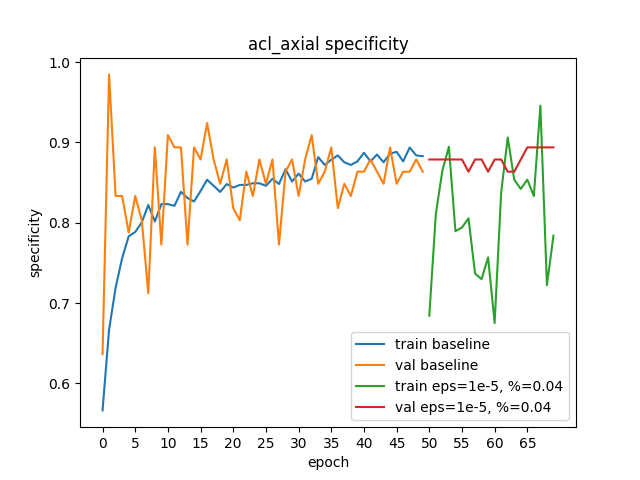 acl_axial specificity
1.0
0.9
0.8
0.7
0.6
specificity
0 5 10 15 20 25 30 35 40 45 50 55 60 65
epoch
train baseline
val baseline
train eps=1e-5, %=0.04
val eps=1e-5, %=0.04